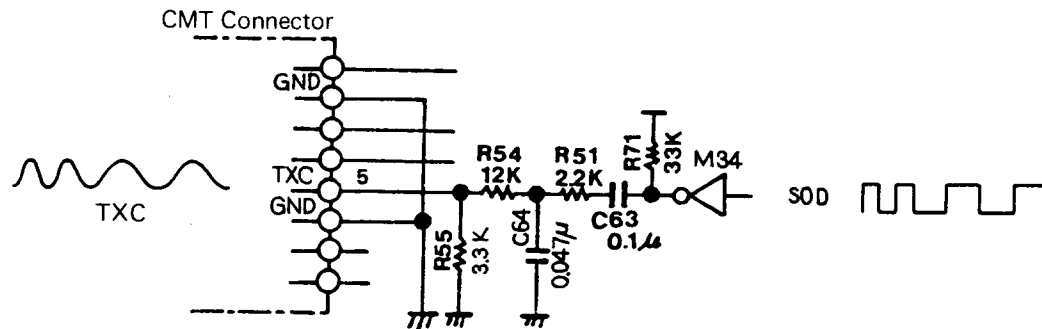 CMT Connector
GND
TXC 5
GND
TXC
R54
12K
R51
2.2K
R71
33K
M34
SOD
C63
0.1μ
C64
0.047μ
R55
3.3K